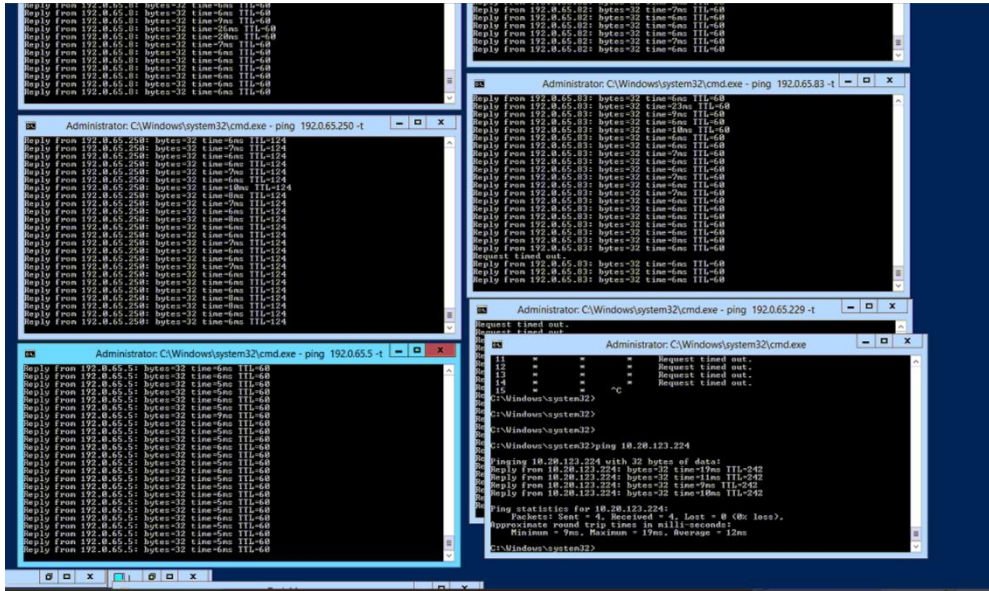 Reply from 192.0.65.8: bytes=32 time=6ms TTL=60
Reply from 192.0.65.8: bytes=32 time=6ms TTL=60
Reply from 192.0.65.8: bytes=32 time=9ms TTL=60
Reply from 192.0.65.8: bytes=32 time=26ms TTL=60
Reply from 192.0.65.8: bytes=32 time=20ms TTL=60
Reply from 192.0.65.8: bytes=32 time=7ms TTL=60
Reply from 192.0.65.8: bytes=32 time=6ms TTL=60
Reply from 192.0.65.8: bytes=32 time=6ms TTL=60
Reply from 192.0.65.8: bytes=32 time=6ms TTL=60
Reply from 192.0.65.8: bytes=32 time=6ms TTL=60
Reply from 192.0.65.8: bytes=32 time=6ms TTL=60
Reply from 192.0.65.82: bytes=32 time=7ms TTL=60
Reply from 192.0.65.82: bytes=32 time=6ms TTL=60
Reply from 192.0.65.82: bytes=32 time=7ms TTL=60
Reply from 192.0.65.82: bytes=32 time=6ms TTL=60
Reply from 192.0.65.82: bytes=32 time=7ms TTL=60
Reply from 192.0.65.82: bytes=32 time=6ms TTL=60
Administrator: C:\Windows\system32\cmd.exe - ping 192.0.65.83 -t
Reply from 192.0.65.83: bytes=32 time=6ms TTL=60
Reply from 192.0.65.83: bytes=32 time=23ms TTL=60
Reply from 192.0.65.83: bytes=32 time=9ms TTL=60
Reply from 192.0.65.83: bytes=32 time=6ms TTL=60
Reply from 192.0.65.83: bytes=32 time=10ms TTL=60
Reply from 192.0.65.83: bytes=32 time=6ms TTL=60
Reply from 192.0.65.83: bytes=32 time=6ms TTL=60
Reply from 192.0.65.83: bytes=32 time=7ms TTL=60
Reply from 192.0.65.83: bytes=32 time=6ms TTL=60
Reply from 192.0.65.83: bytes=32 time=6ms TTL=60
Reply from 192.0.65.83: bytes=32 time=7ms TTL=60
Reply from 192.0.65.83: bytes=32 time=6ms TTL=60
Reply from 192.0.65.83: bytes=32 time=6ms TTL=60
Reply from 192.0.65.83: bytes=32 time=6ms TTL=60
Reply from 192.0.65.83: bytes=32 time=6ms TTL=60
Reply from 192.0.65.83: bytes=32 time=6ms TTL=60
Reply from 192.0.65.83: bytes=32 time=6ms TTL=60
Reply from 192.0.65.83: bytes=32 time=6ms TTL=60
Reply from 192.0.65.83: bytes=32 time=8ms TTL=60
Reply from 192.0.65.83: bytes=32 time=6ms TTL=60
Request timed out.
Reply from 192.0.65.83: bytes=32 time=6ms TTL=60
Reply from 192.0.65.83: bytes=32 time=6ms TTL=60
Reply from 192.0.65.83: bytes=32 time=6ms TTL=60
Administrator: C:\Windows\system32\cmd.exe - ping 192.0.65.250 -t
Reply from 192.0.65.250: bytes=32 time=6ms TTL=124
Reply from 192.0.65.250: bytes=32 time=7ms TTL=124
Reply from 192.0.65.250: bytes=32 time=6ms TTL=124
Reply from 192.0.65.250: bytes=32 time=7ms TTL=124
Reply from 192.0.65.250: bytes=32 time=6ms TTL=124
Reply from 192.0.65.250: bytes=32 time=10ms TTL=124
Reply from 192.0.65.250: bytes=32 time=8ms TTL=124
Reply from 192.0.65.250: bytes=32 time=7ms TTL=124
Reply from 192.0.65.250: bytes=32 time=6ms TTL=124
Reply from 192.0.65.250: bytes=32 time=8ms TTL=124
Reply from 192.0.65.250: bytes=32 time=6ms TTL=124
Reply from 192.0.65.250: bytes=32 time=6ms TTL=124
Reply from 192.0.65.250: bytes=32 time=7ms TTL=124
Reply from 192.0.65.250: bytes=32 time=6ms TTL=124
Reply from 192.0.65.250: bytes=32 time=6ms TTL=124
Reply from 192.0.65.250: bytes=32 time=7ms TTL=124
Reply from 192.0.65.250: bytes=32 time=6ms TTL=124
Reply from 192.0.65.250: bytes=32 time=6ms TTL=124
Reply from 192.0.65.250: bytes=32 time=6ms TTL=124
Reply from 192.0.65.250: bytes=32 time=8ms TTL=124
Reply from 192.0.65.250: bytes=32 time=8ms TTL=124
Reply from 192.0.65.250: bytes=32 time=6ms TTL=124
Reply from 192.0.65.250: bytes=32 time=6ms TTL=124
Administrator: C:\Windows\system32\cmd.exe - ping 192.0.65.229 -t
Request timed out.
Request timed out.
Administrator: C:\Windows\system32\cmd.exe - ping 192.0.65.5 -t
Reply from 192.0.65.5: bytes=32 time=6ms TTL=60
Reply from 192.0.65.5: bytes=32 time=6ms TTL=60
Reply from 192.0.65.5: bytes=32 time=5ms TTL=60
Reply from 192.0.65.5: bytes=32 time=6ms TTL=60
Reply from 192.0.65.5: bytes=32 time=5ms TTL=60
Reply from 192.0.65.5: bytes=32 time=5ms TTL=60
Reply from 192.0.65.5: bytes=32 time=9ms TTL=60
Reply from 192.0.65.5: bytes=32 time=6ms TTL=60
Reply from 192.0.65.5: bytes=32 time=5ms TTL=60
Reply from 192.0.65.5: bytes=32 time=5ms TTL=60
Reply from 192.0.65.5: bytes=32 time=5ms TTL=60
Reply from 192.0.65.5: bytes=32 time=5ms TTL=60
Reply from 192.0.65.5: bytes=32 time=6ms TTL=60
Reply from 192.0.65.5: bytes=32 time=5ms TTL=60
Reply from 192.0.65.5: bytes=32 time=6ms TTL=60
Reply from 192.0.65.5: bytes=32 time=5ms TTL=60
Reply from 192.0.65.5: bytes=32 time=6ms TTL=60
Reply from 192.0.65.5: bytes=32 time=5ms TTL=60
Reply from 192.0.65.5: bytes=32 time=6ms TTL=60
Reply from 192.0.65.5: bytes=32 time=6ms TTL=60
Reply from 192.0.65.5: bytes=32 time=5ms TTL=60
Reply from 192.0.65.5: bytes=32 time=5ms TTL=60
Reply from 192.0.65.5: bytes=32 time=6ms TTL=60
Administrator: C:\Windows\system32\cmd.exe
11 * * * Request timed out.
12 * * * Request timed out.
13 * * * Request timed out.
14 * * * Request timed out.
15 * * ^C
C:\Windows\system32>
C:\Windows\system32>
C:\Windows\system32>
C:\Windows\system32>ping 10.20.123.224
Pinging 10.20.123.224 with 32 bytes of data:
Reply from 10.20.123.224: bytes=32 time=19ms TTL=242
Reply from 10.20.123.224: bytes=32 time=11ms TTL=242
Reply from 10.20.123.224: bytes=32 time=9ms TTL=242
Reply from 10.20.123.224: bytes=32 time=10ms TTL=242
Ping statistics for 10.20.123.224:
Packets: Sent = 4, Received = 4, Lost = 0 (0% loss),
Approximate round trip times in milli-seconds:
Minimum = 9ms, Maximum = 19ms, Average = 12ms
C:\Windows\system32>